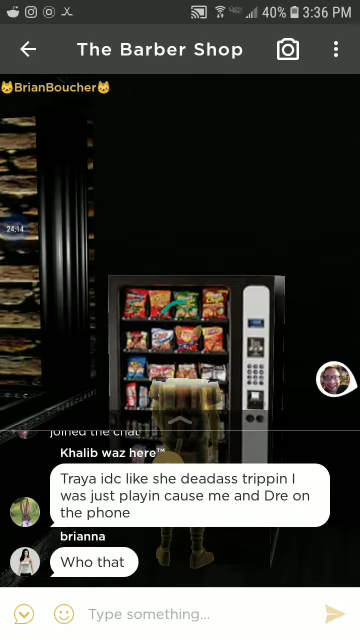 40% 3:36 PM
The Barber Shop
🐱BrianBoucher🐱
24:14
joined the chat
Khalib waz here™
Traya idc like she deadass trippin I
was just playin cause me and Dre on
the phone
brianna
Who that
Type something...